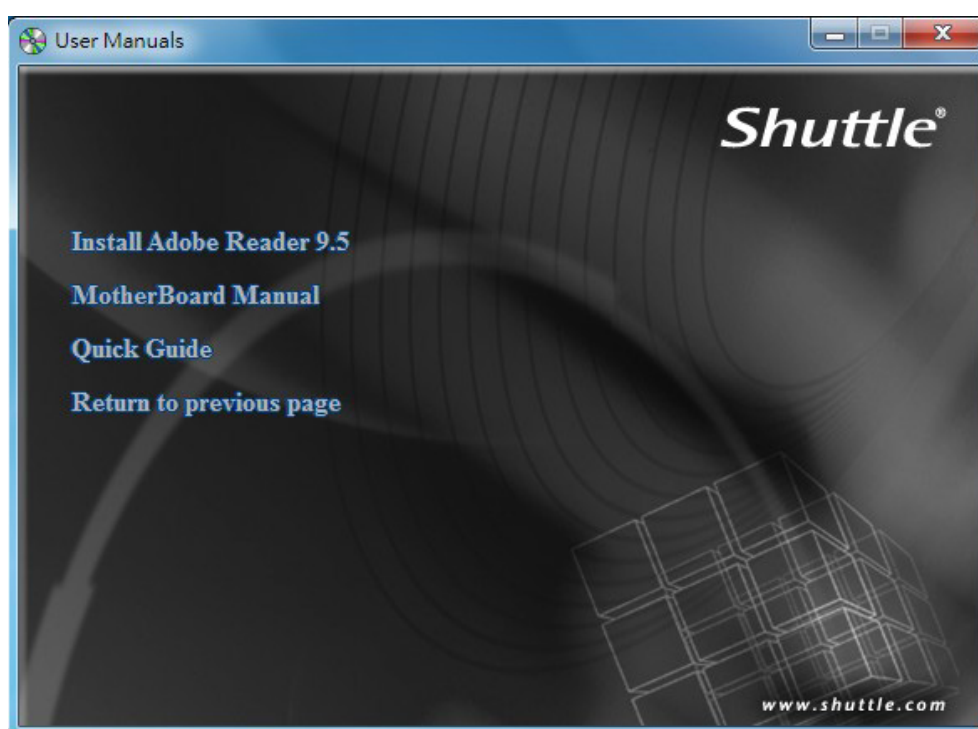 User Manuals
Shuttle®
Install Adobe Reader 9.5
MotherBoard Manual
Quick Guide
Return to previous page
www.shuttle.com